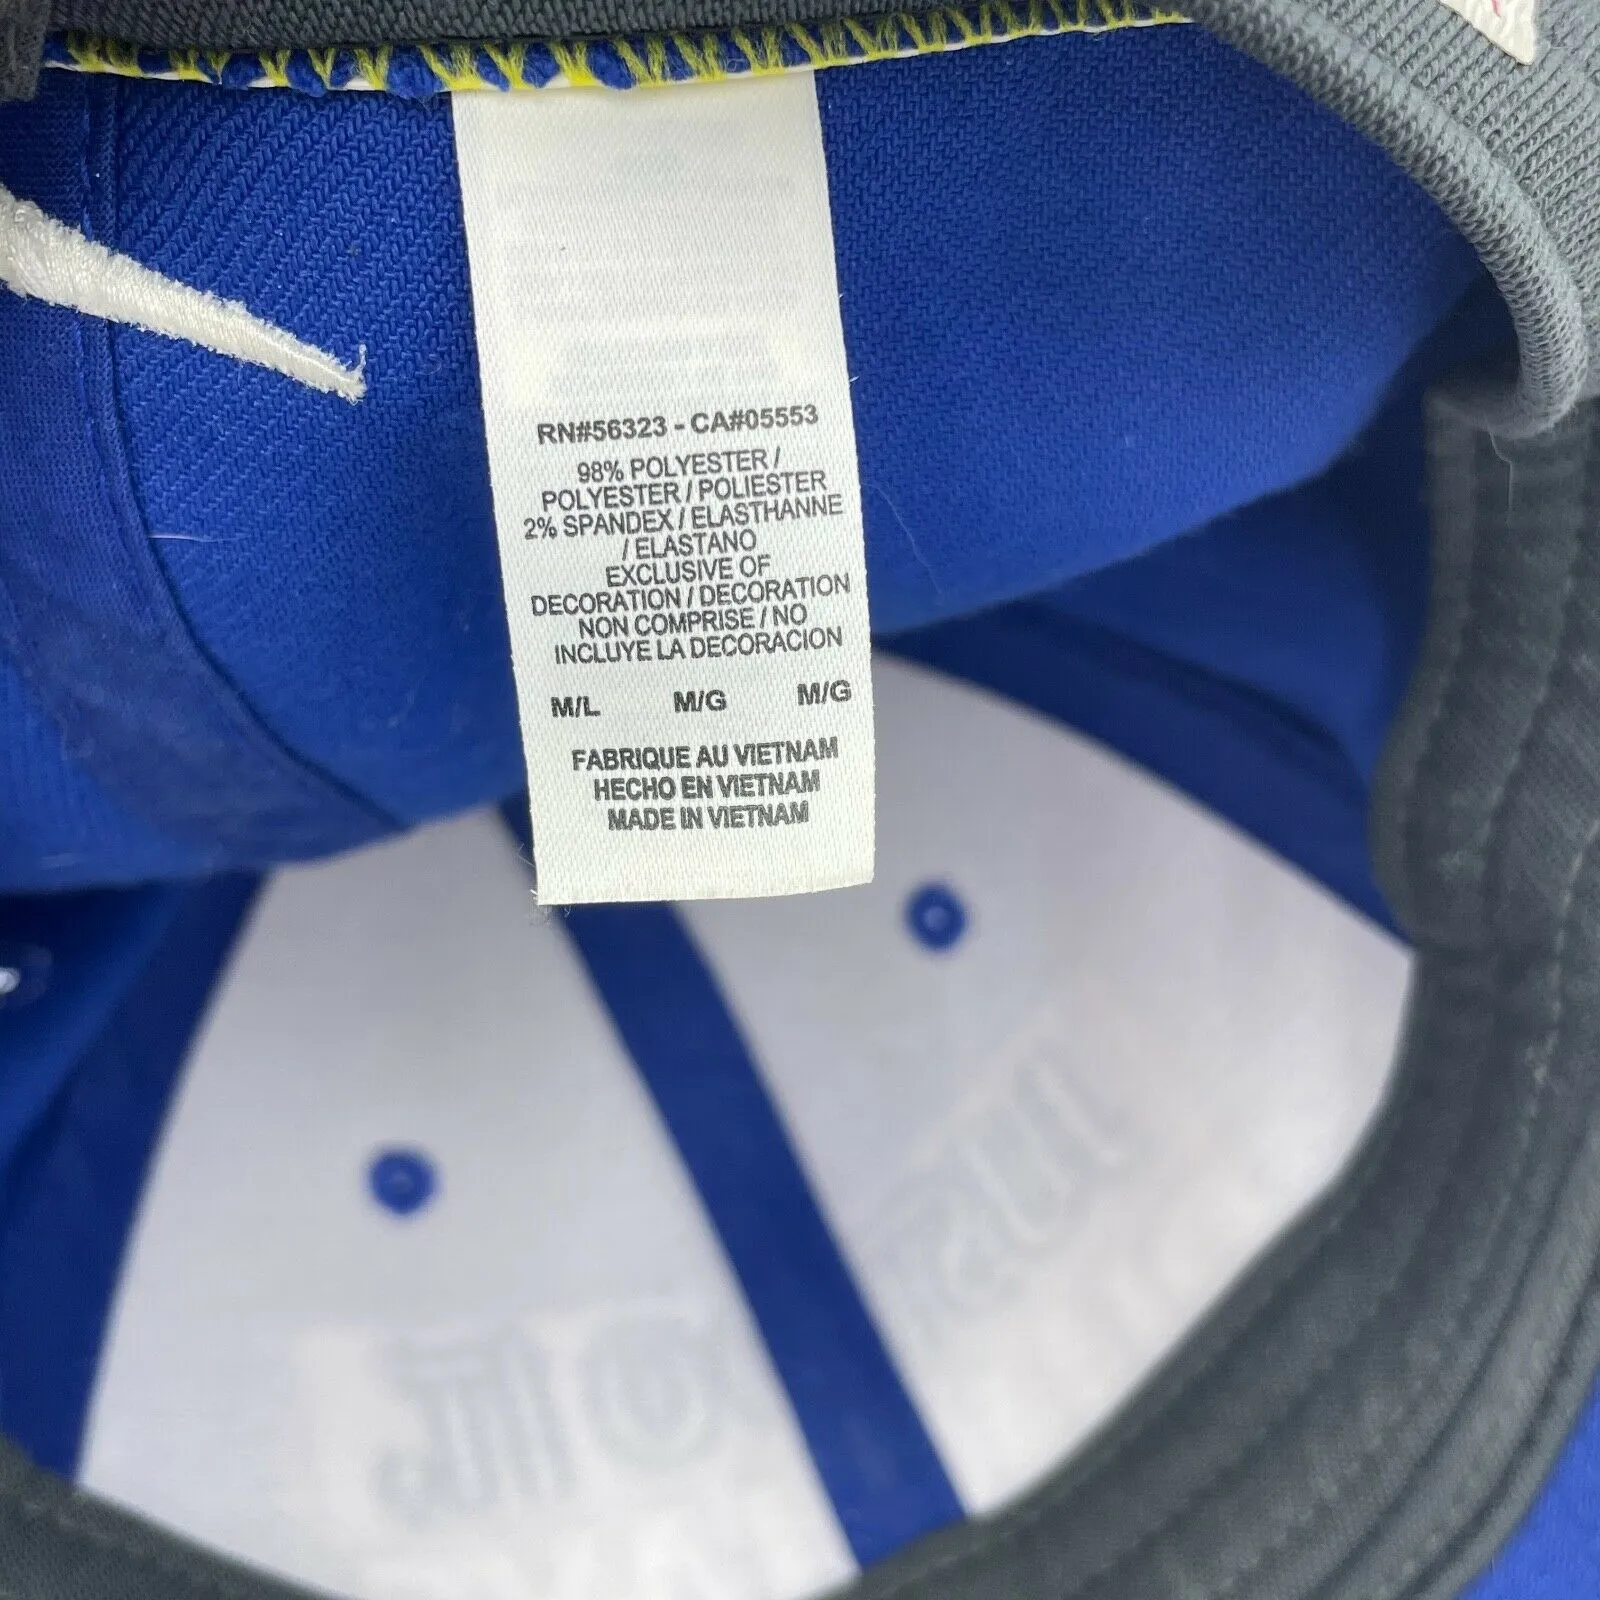 RN#56323 - CA#05553
98% POLYESTER /
POLYESTER / POLIESTER
2% SPANDEX / ELASTHANNE
/ ELASTANO
EXCLUSIVE OF
DECORATION / DECORATION
NON COMPRISE / NO
INCLUYE LA DECORACION
M/L M/G M/G
FABRIQUE AU VIETNAM
HECHO EN VIETNAM
MADE IN VIETNAM